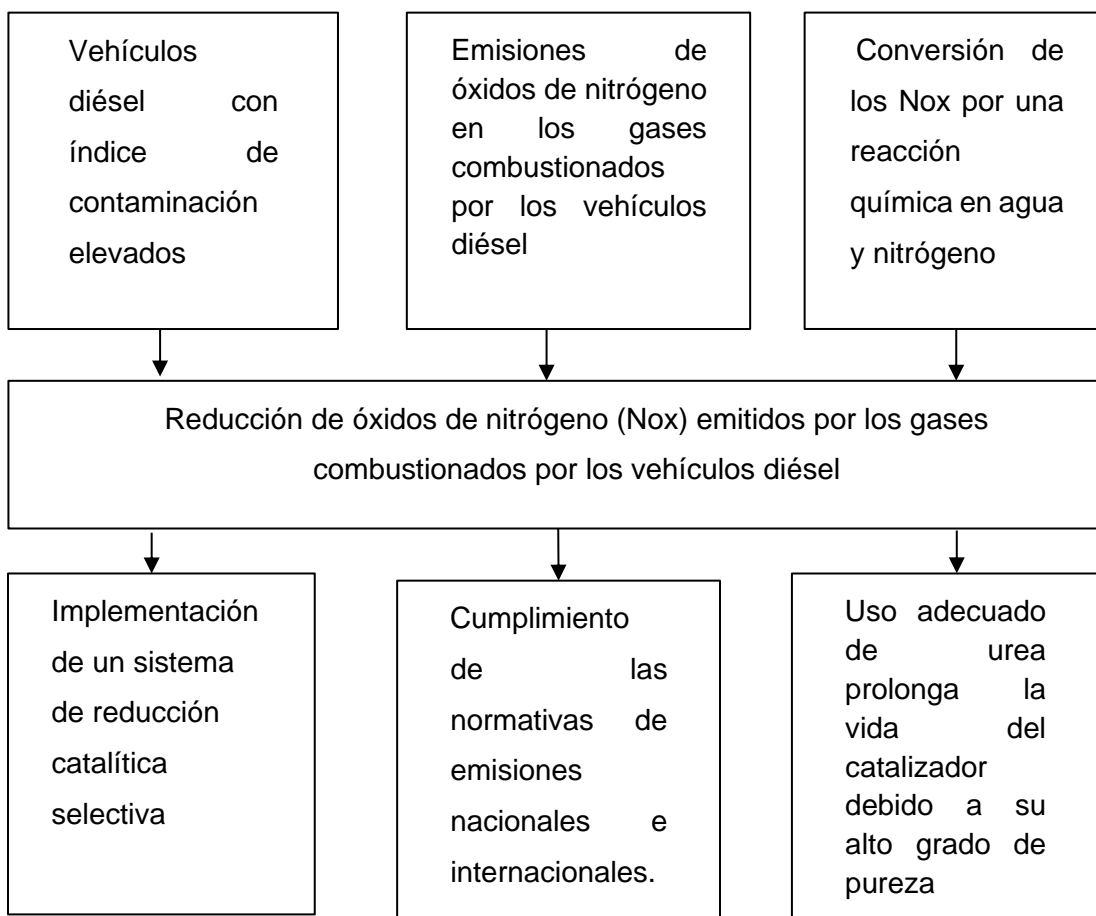 Vehículos
diésel con
índice de
contaminación
elevados
Emisiones de
óxidos de nitrógeno
en los gases
combustionados
por los vehículos
diésel
Conversión de
los Nox por una
reacción
química en agua
y nitrógeno
Reducción de óxidos de nitrógeno (Nox) emitidos por los gases
combustionados por los vehículos diésel
Implementación
de un sistema
de reducción
catalítica
selectiva
Cumplimiento
de las
normativas de
emisiones
nacionales e
internacionales.
Uso adecuado
de urea
prolonga la
vida del
catalizador
debido a su
alto grado de
pureza